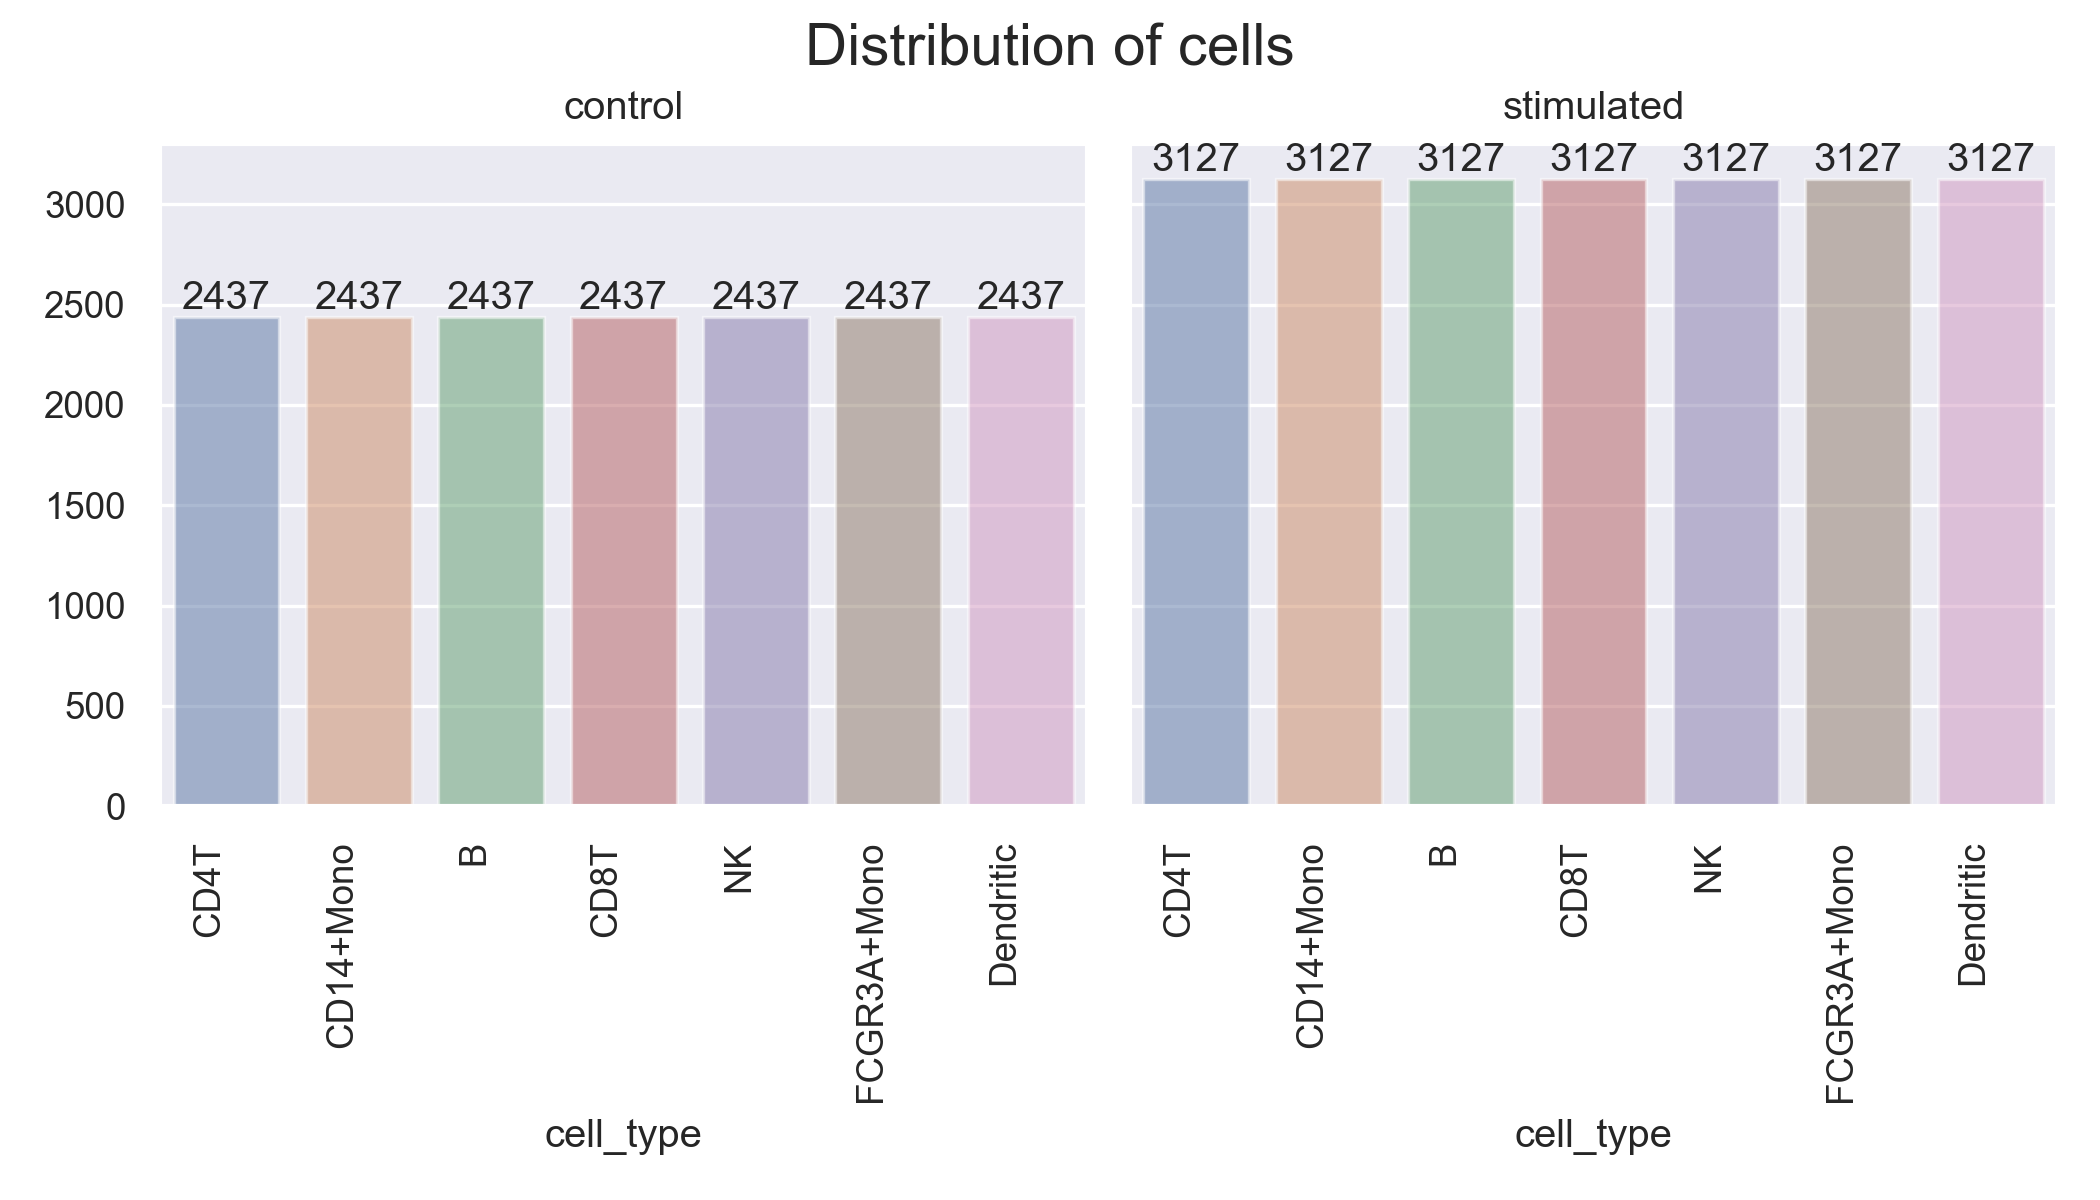 Distribution of cells
control
3000
2500
2000
1500
1000
500
0
2437 2437 2437 2437 2437 2437 2437
CD4T
CD14+Mono
B
CD8T
NK
FCGR3A+Mono
Dendritic
cell_type
stimulated
3127 3127 3127 3127 3127 3127 3127
CD4T
CD14+Mono
B
CD8T
NK
FCGR3A+Mono
Dendritic
cell_type